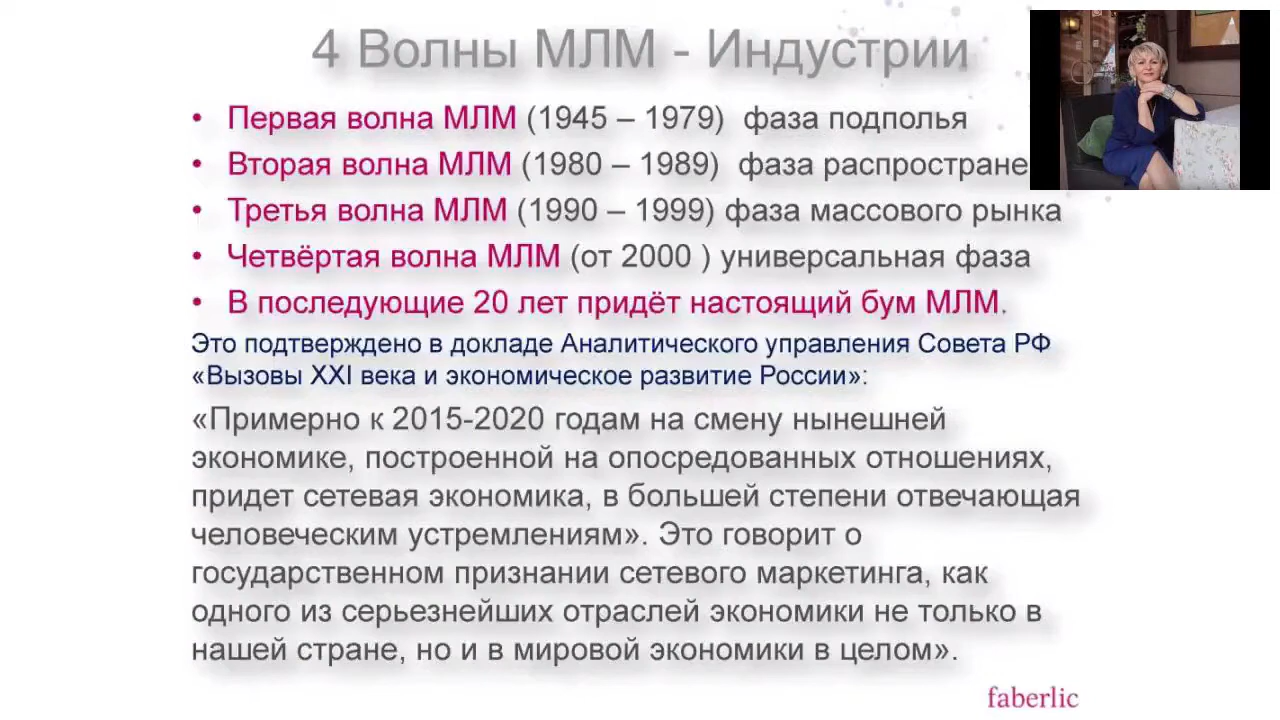 4 Волны МЛМ - Индустрии
• Первая волна МЛМ (1945 – 1979) фаза подполья
• Вторая волна МЛМ (1980 – 1989) фаза распростране
• Третья волна МЛМ (1990 – 1999) фаза массового рынка
• Четвёртая волна МЛМ (от 2000 ) универсальная фаза
• В последующие 20 лет придёт настоящий бум МЛМ.
Это подтверждено в докладе Аналитического управления Совета РФ
«Вызовы XXI века и экономическое развитие России»:
«Примерно к 2015-2020 годам на смену нынешней
экономике, построенной на опосредованных отношениях,
придет сетевая экономика, в большей степени отвечающая
человеческим устремлениям». Это говорит о
государственном признании сетевого маркетинга, как
одного из серьезнейших отраслей экономики не только в
нашей стране, но и в мировой экономики в целом».
faberlic